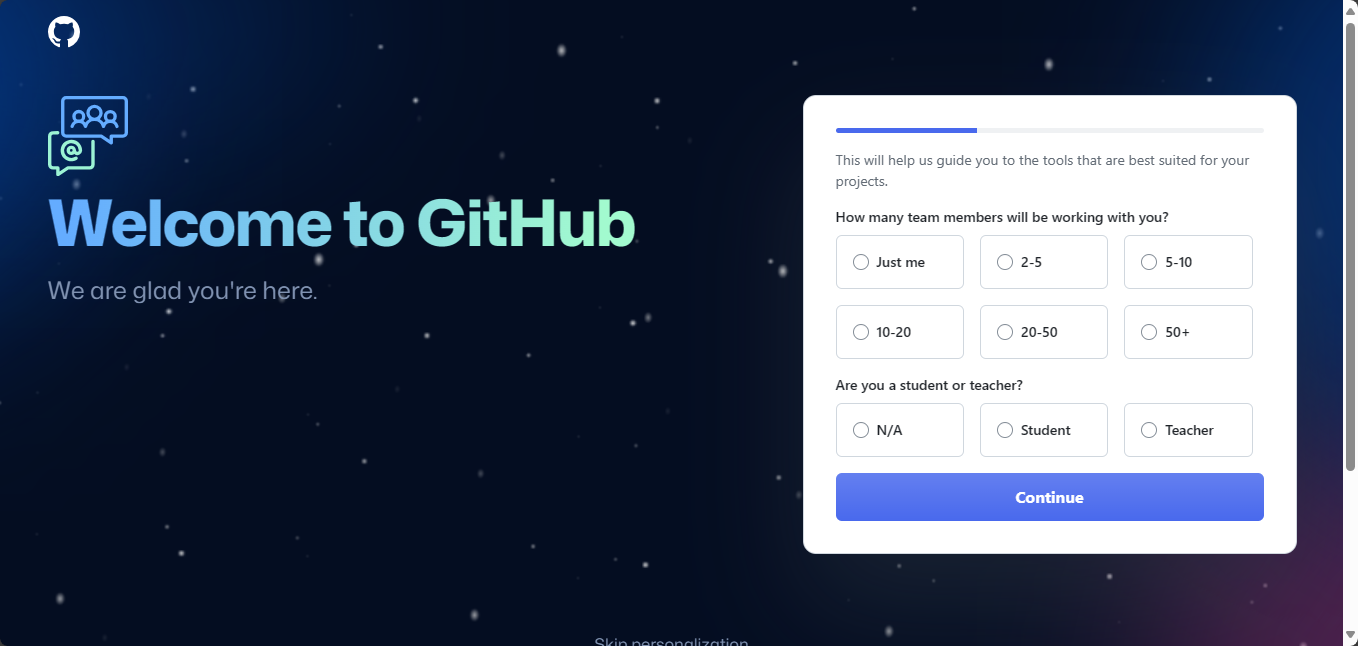 Welcome to GitHub
We are glad you're here.
This will help us guide you to the tools that are best suited for your
projects.
How many team members will be working with you?
Just me
2-5
5-10
10-20
20-50
50+
Are you a student or teacher?
N/A
Student
Teacher
Continue
Skip personalization